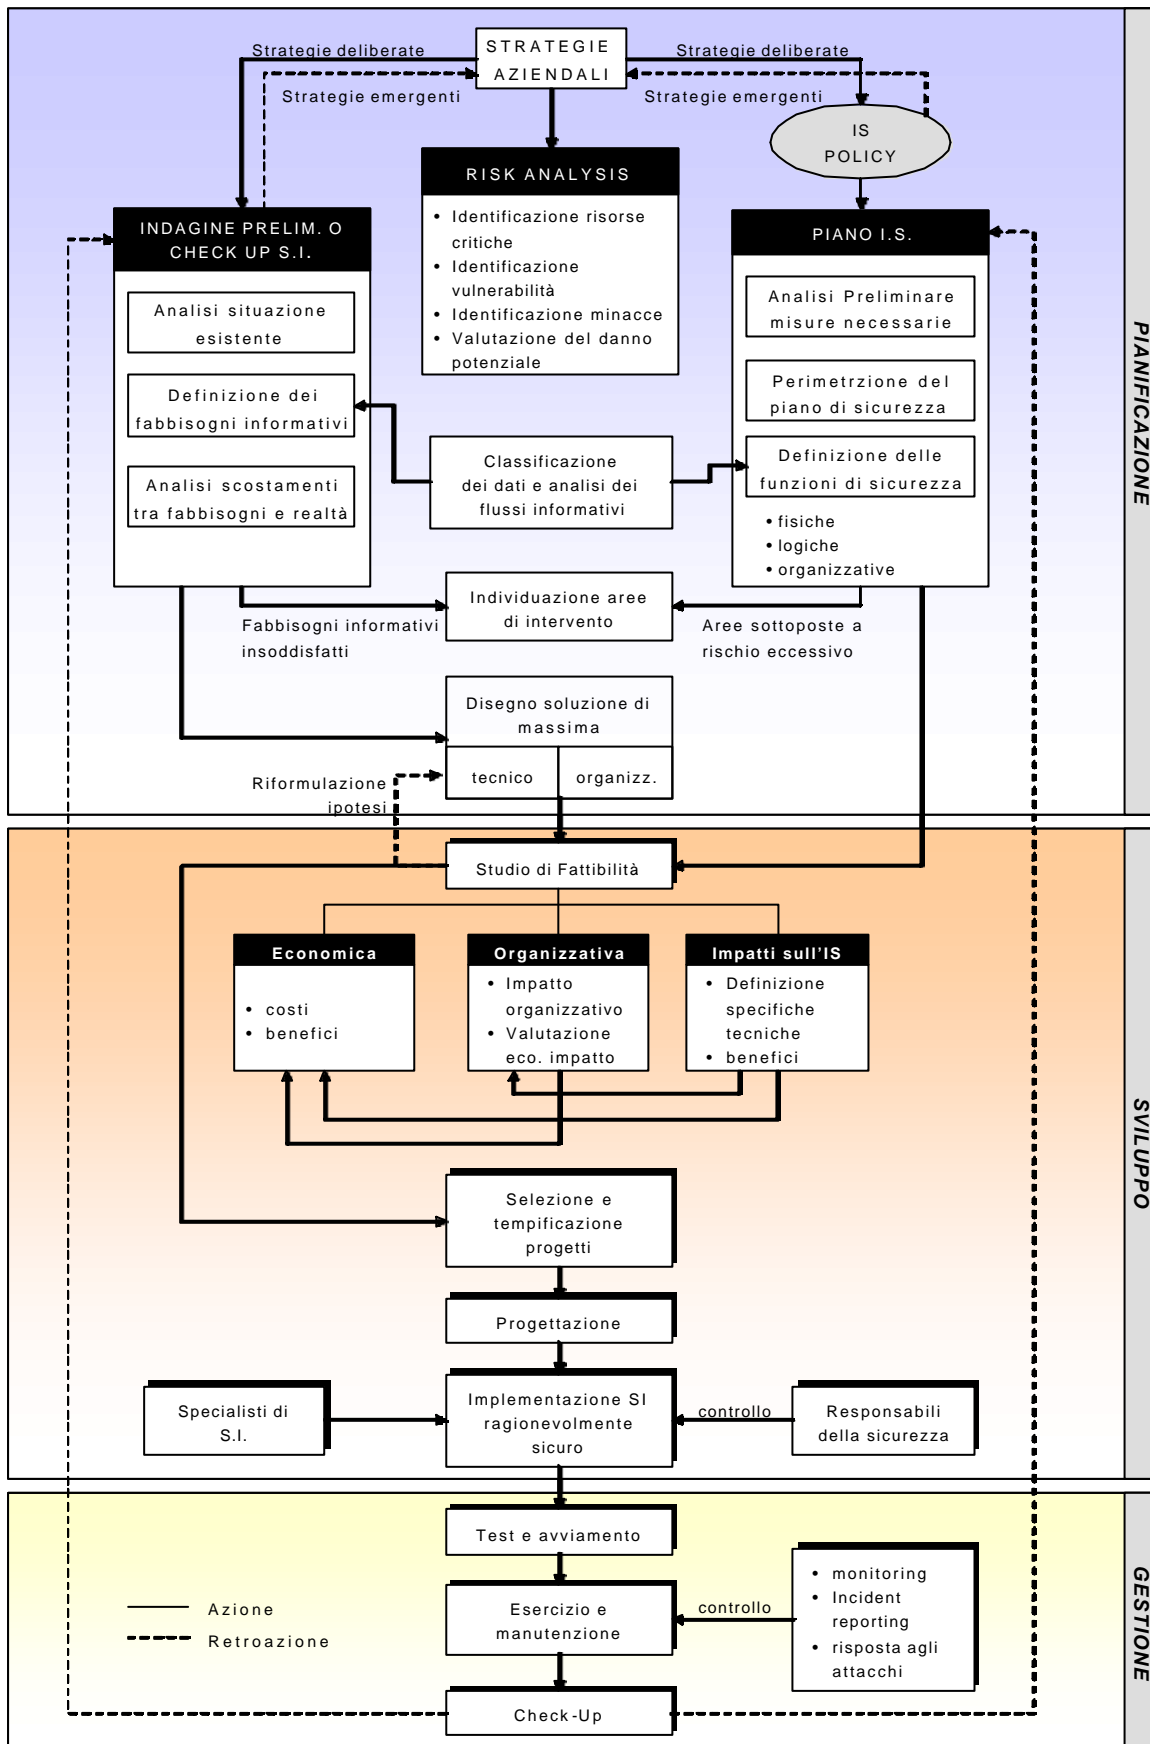 Strategie deliberate
STRATEGIE
AZIENDALI
Strategie deliberate
Strategie emergenti
Strategie emergenti
IS
POLICY
RISK ANALYSIS
• Identificazione risorse
critiche
• Identificazione
vulnerabilità
• Identificazione minacce
• Valutazione del danno
potenziale
INDAGINE PRELIM. O
CHECK UP S.I.
Analisi situazione
esistente
Definizione dei
fabbisogni informativi
Analisi scostamenti
tra fabbisogni e realtà
PIANO I.S.
Analisi Preliminare
misure necessarie
Perimetrzione del
piano di sicurezza
Definizione delle
funzioni di sicurezza
• fisiche
• logiche
• organizzative
Classificazione
dei dati e analisi dei
flussi informativi
Individuazione aree
di intervento
Fabbisogni informativi
insoddisfatti
Aree sottoposte a
rischio eccessivo
Disegno soluzione di
massima
tecnico
organizz.
Riformulazione
ipotesi
PIANIFICAZIONE
Studio di Fattibilità
Economica
• costi
• benefici
Organizzativa
• Impatto
organizzativo
• Valutazione
eco. impatto
Impatti sull'IS
• Definizione
specifiche
tecniche
• benefici
Selezione e
tempificazione
progetti
Progettazione
Specialisti di
S.I.
Implementazione SI
ragionevolmente
sicuro
controllo
Responsabili
della sicurezza
SVILUPPO
Test e avviamento
Esercizio e
manutenzione
controllo
• monitoring
• Incident
reporting
• risposta agli
attacchi
Azione
Retroazione
Check-Up
GESTIONE